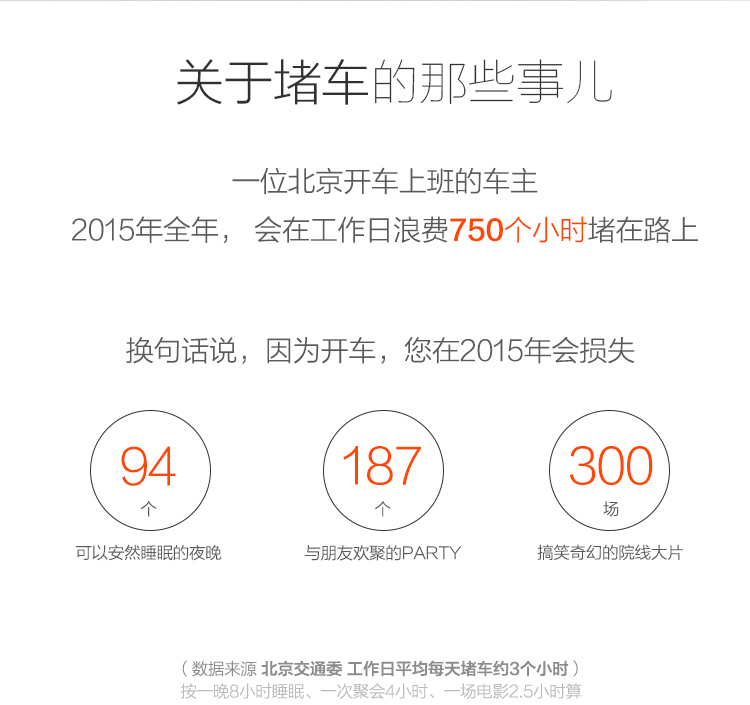 关于堵车的那些事儿
一位北京开车上班的车主
2015年全年， 会在工作日浪费750个小时堵在路上
换句话说，因为开车，您在2015年会损失
94
个
可以安然睡眠的夜晚
187
个
与朋友欢聚的PARTY
300
场
搞笑奇幻的院线大片
（数据来源 北京交通委 工作日平均每天堵车约3个小时）
按一晚8小时睡眠、一次聚会4小时、一场电影2.5小时算